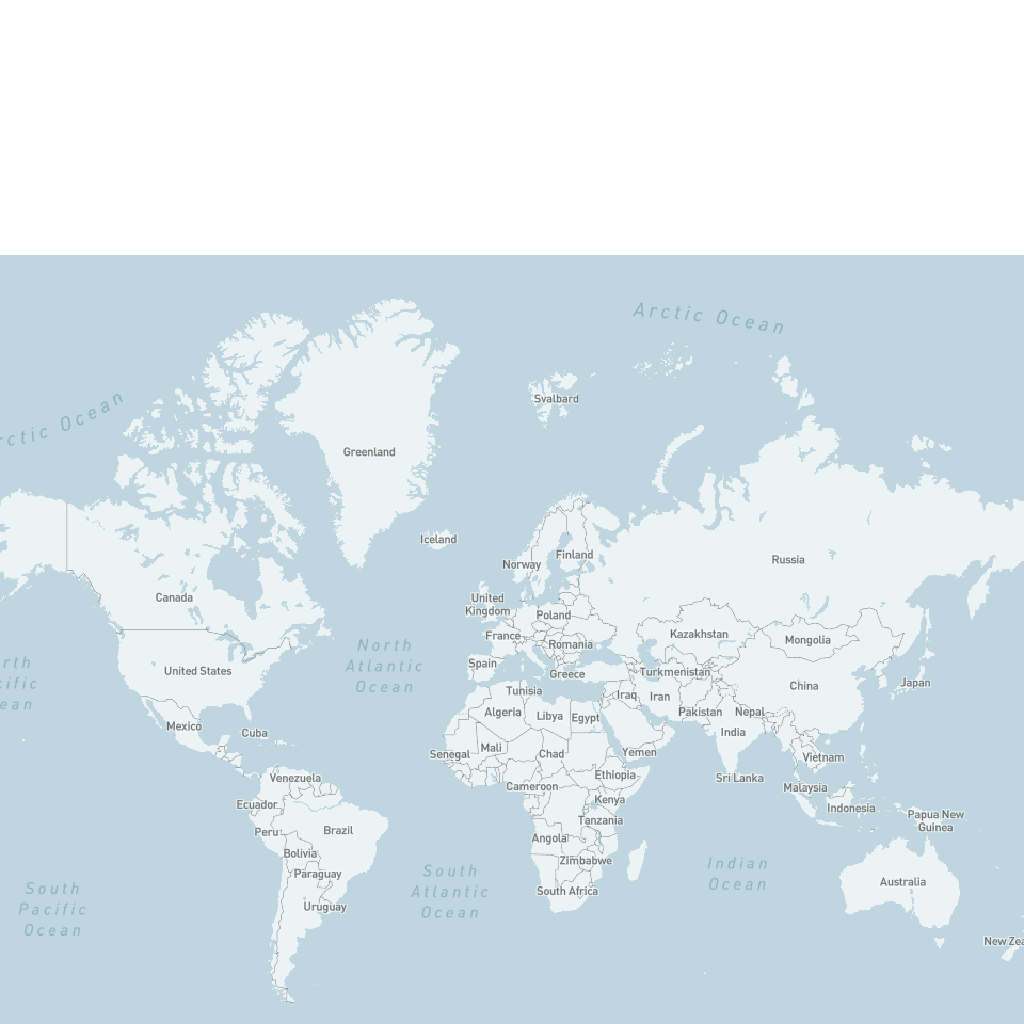 Arctic Ocean
Svalbard
rctic Ocean
Greenland
Iceland
Finland
Norway
Russia
Canada
United
Kingdom
Poland
Kazakhstan
France
Mongolia
Romania
North
Atlantic
Ocean
rth
cific
ean
United States
Spain
Greece
Turkmenistan
Japan
China
Tunisia
Iraq
Iran
Algeria
Libya
Egypt
Pakistan
Nepal
Mexico
Cuba
India
Senegal
Mali
Chad
Yemen
Vietnam
Venezuela
Ethiopia
Sri Lanka
Cameroon
Malaysia
Ecuador
Kenya
Indonesia
Papua New
Guinea
Tanzania
Peru
Brazil
Angola
Bolivia
Zimbabwe
Paraguay
South
Atlantic
Ocean
Indian
Ocean
Australia
South Africa
South
Pacific
Ocean
Uruguay
New Zea